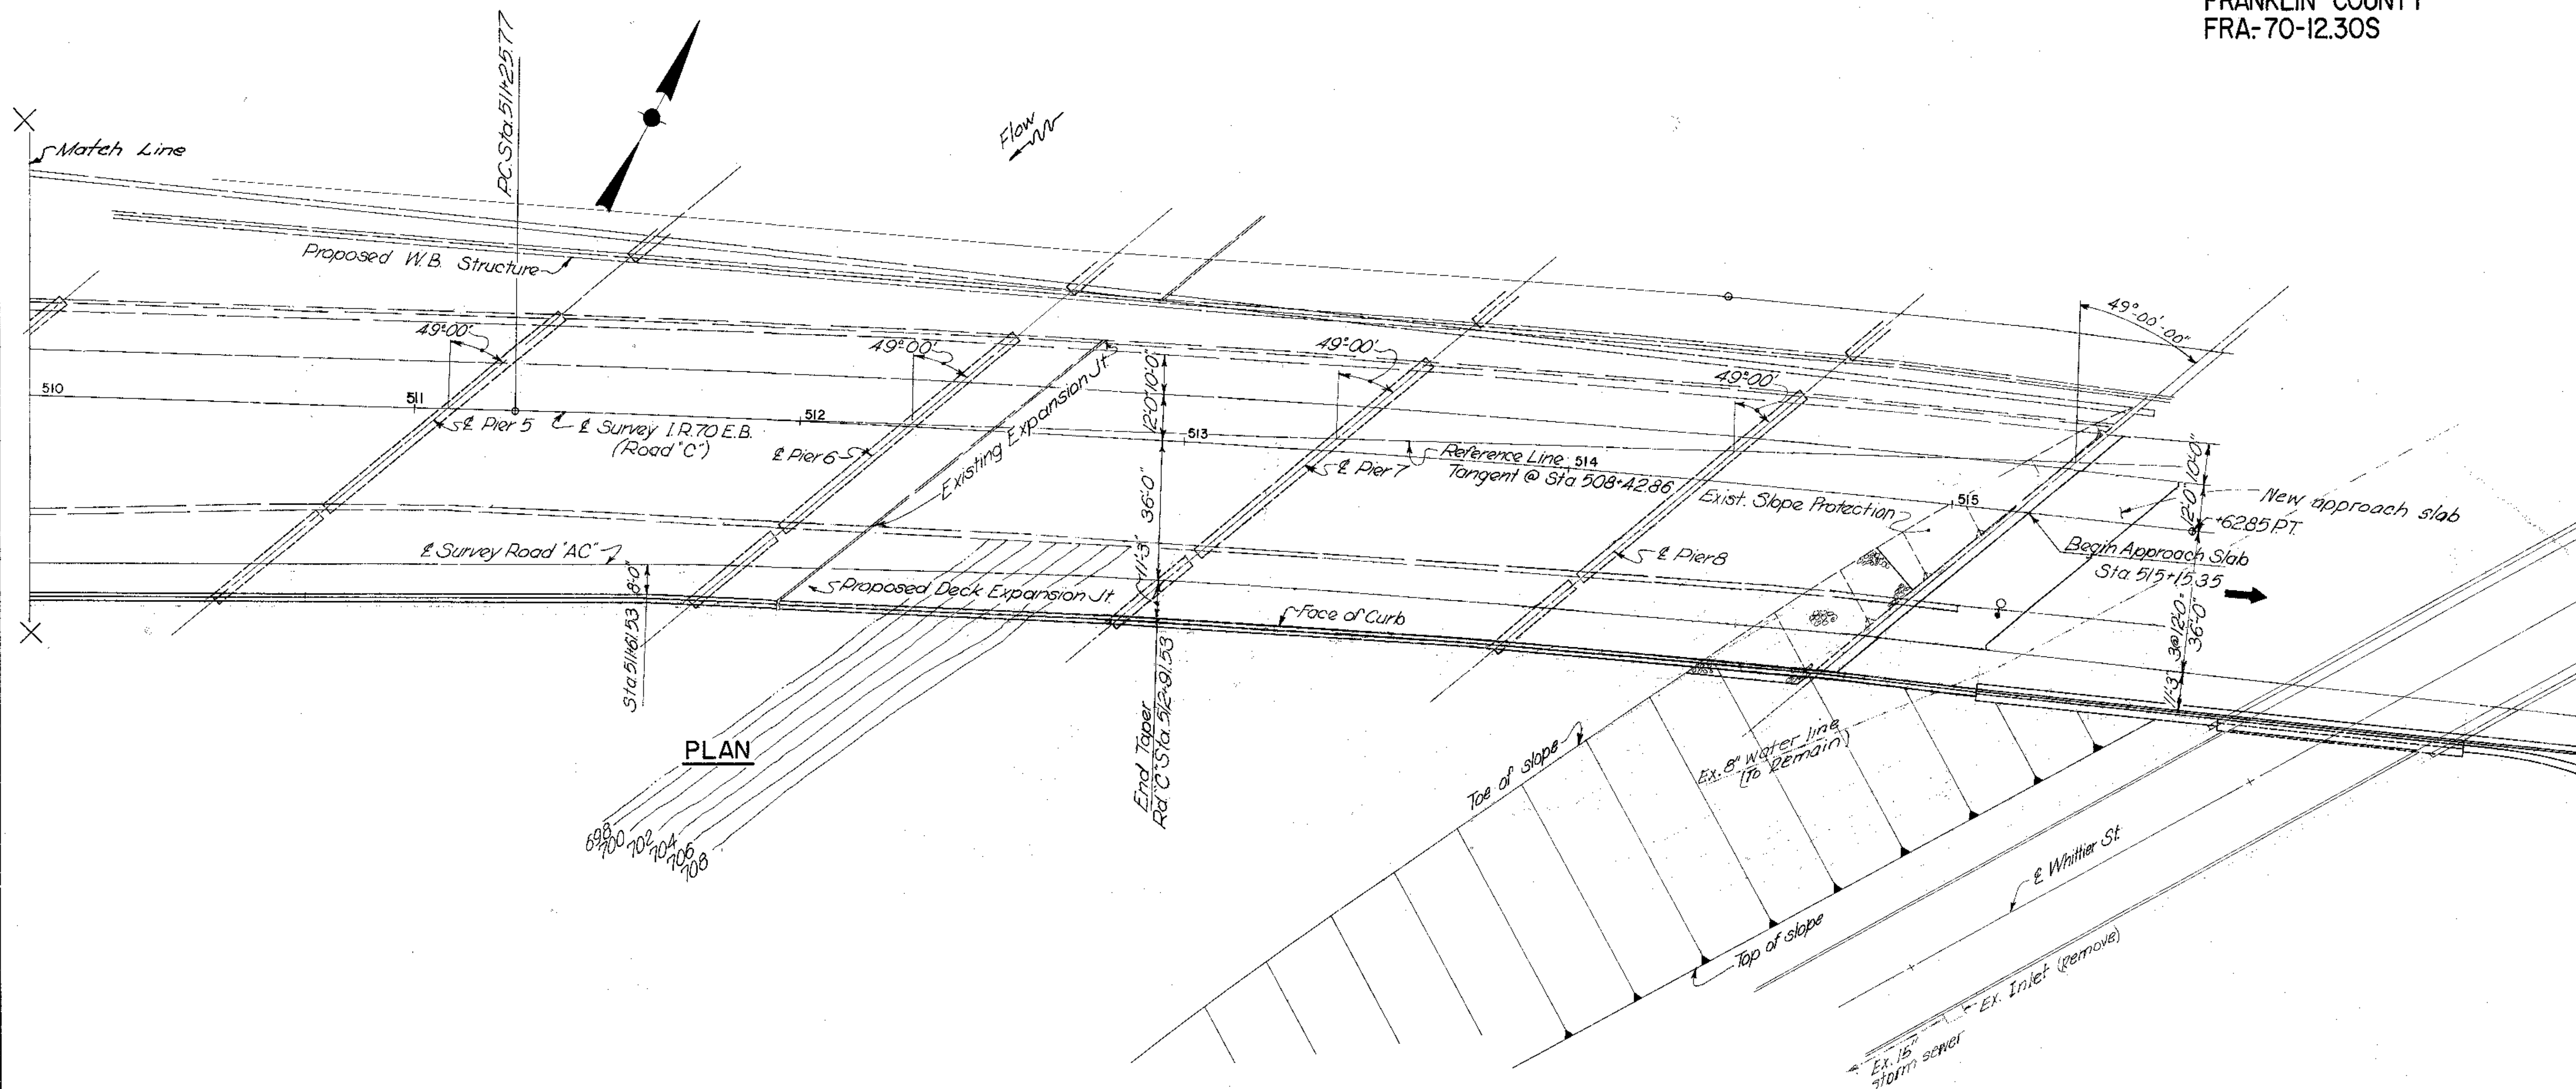 FRANKLIN COUNTY
FRA-70-12.30S
P.C. Sta. 511+25.77
Flow
Match Line
Proposed W.B. Structure
49°00'
49°00'
49°00'
49°00'
49°-00'-00"
510
511
512
513
514
515
℄ Pier 5
℄ Survey I.R. 70 E.B.
(Road "C")
℄ Pier 6
Existing Expansion Jt.
10'-0"
12'-0"
36'-0"
11'-3"
℄ Pier 7
Reference Line
Tangent @ Sta 508+42.86
Exist. Slope Protection
℄ Pier 8
New approach slab
+62.85 P.T.
10'-0"
12'-0"
Begin Approach Slab
Sta. 515+15.35
3@12'-0"=
36'-0"
11'-3"
℄ Survey Road "AC"
8'-0"
Sta 511+61.53
Proposed Deck Expansion Jt.
Face of Curb
End Taper
Rd. "C" Sta. 512+91.53
PLAN
698
700
702
704
706
708
Toe of slope
Ex. 8" water line
(To Remain)
Top of slope
℄ Whittier St.
Ex. Inlet (Remove)
Ex. 15"
storm sewer